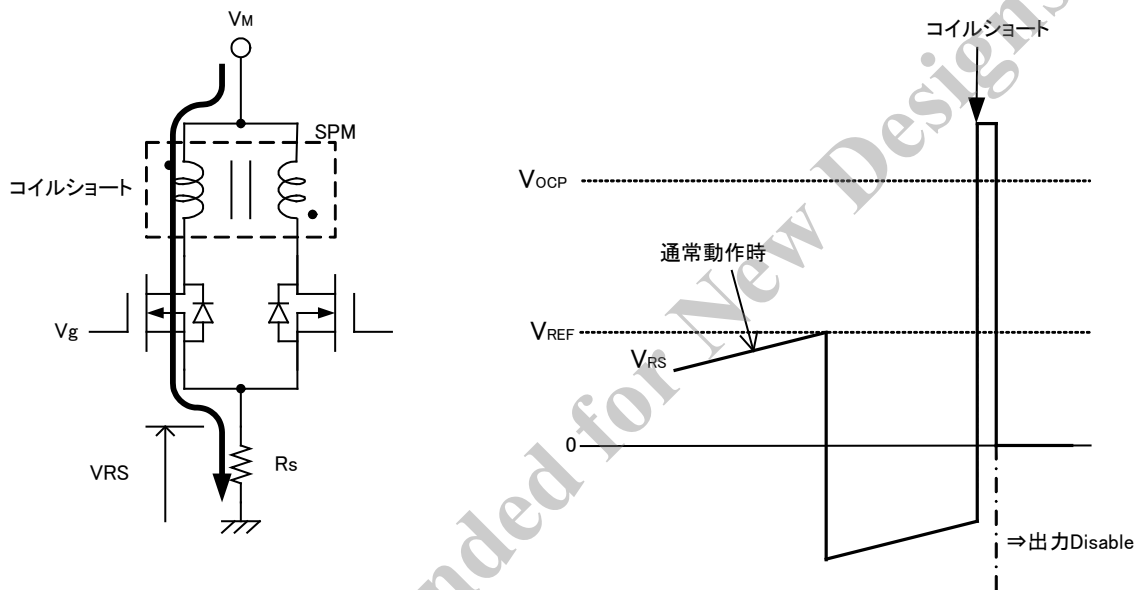 VM
SPM
コイルショート
Vg
VRS
Rs
コイルショート
VOCP
通常動作時
VREF
VRS
0
⇒出力Disable
nded for New Designs